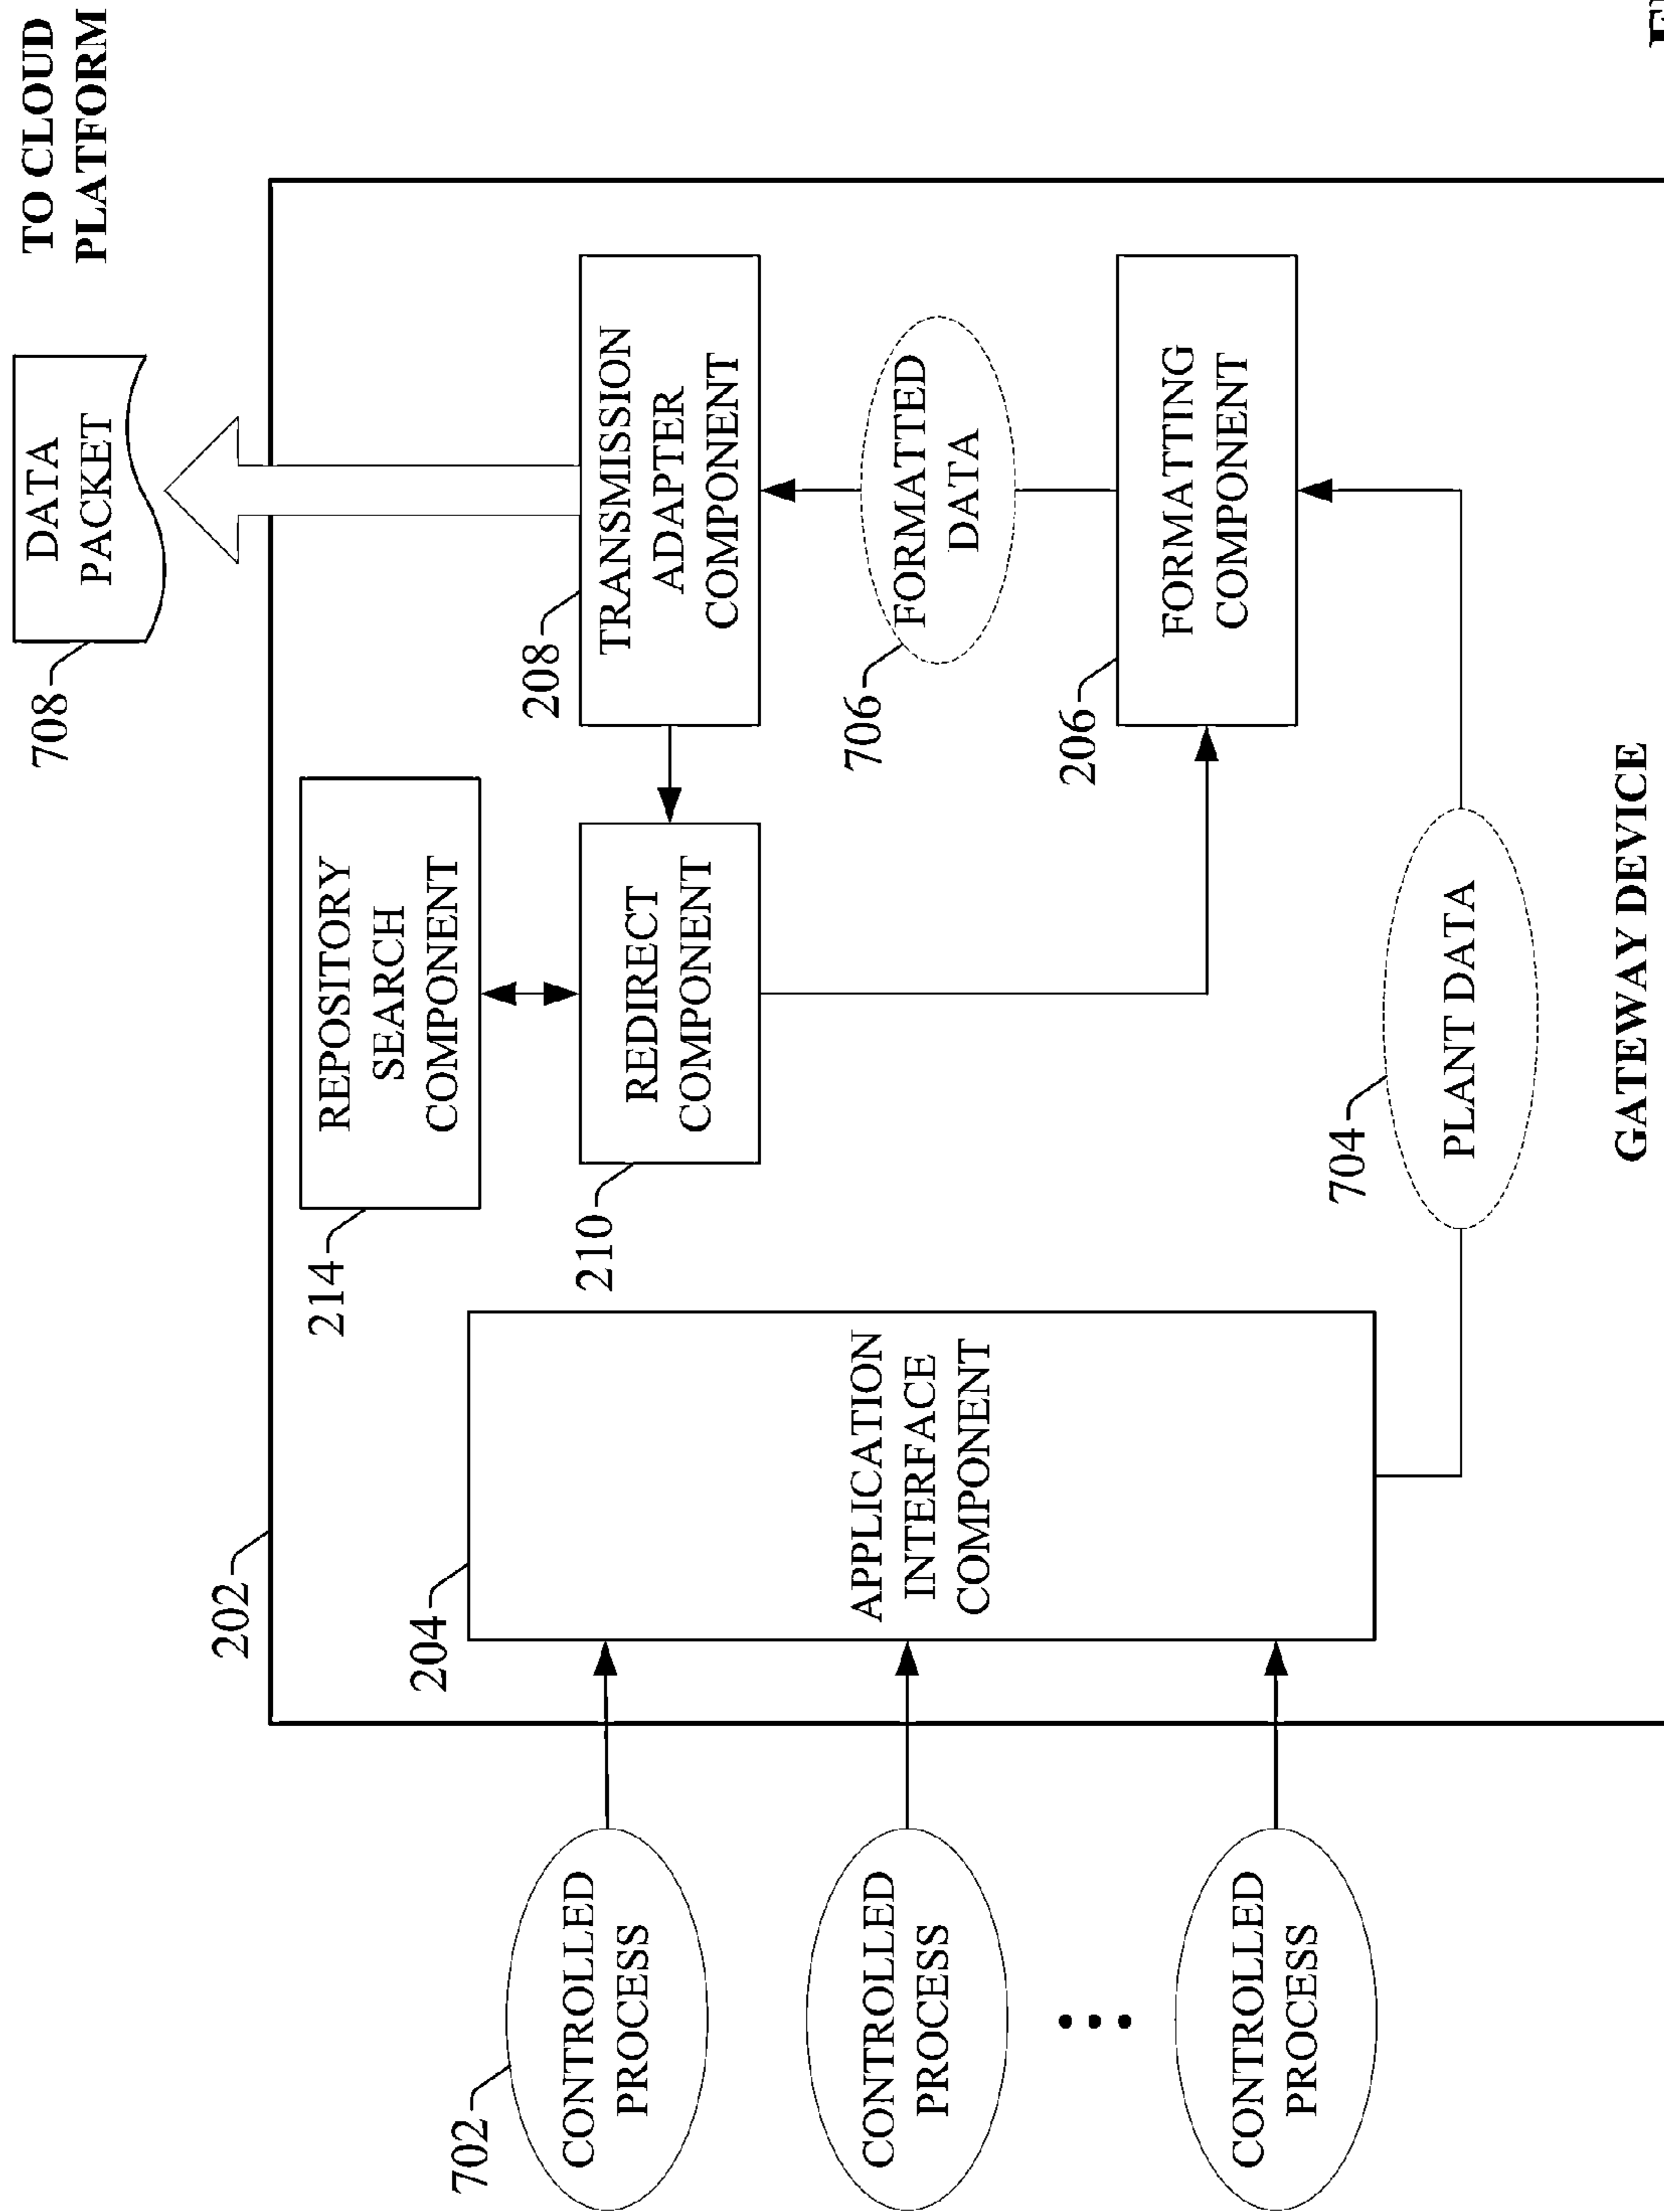 TO CLOUD
PLATFORM
DATA
PACKET
708
202
214
REPOSITORY
SEARCH
COMPONENT
208
TRANSMISSION
ADAPTER
COMPONENT
210
REDIRECT
COMPONENT
204
APPLICATION
INTERFACE
COMPONENT
702
CONTROLLED
PROCESS
CONTROLLED
PROCESS
CONTROLLED
PROCESS
706
FORMATTED
DATA
206
FORMATTING
COMPONENT
704
PLANT DATA
GATEWAY DEVICE